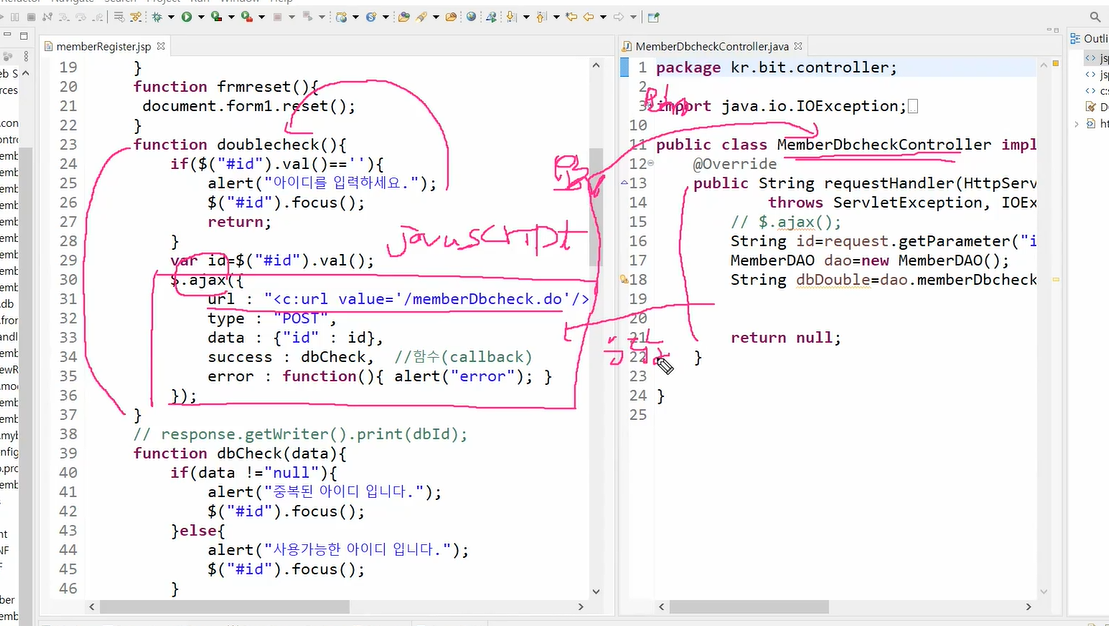 Refactor Navigate Search Project Run Window Help
memberRegister.jsp
19 }
20 function frmreset(){
21 document.form1.reset();
22 }
23 function doublecheck(){
24 if($("#id").val()==''){
25 alert("아이디를 입력하세요.");
26 $("#id").focus();
27 return;
28 }
29 var id=$("#id").val();
30 $.ajax({
31 url : "<c:url value='/memberDbcheck.do'/>
32 type : "POST",
33 data : {"id" : id},
34 success : dbCheck, //함수(callback)
35 error : function(){ alert("error"); }
36 });
37 }
38 // response.getWriter().print(dbId);
39 function dbCheck(data){
40 if(data !="null"){
41 alert("중복된 아이디 입니다.");
42 $("#id").focus();
43 }else{
44 alert("사용가능한 아이디 입니다.");
45 $("#id").focus();
46 }
javascript
MemberDbcheckController.java
1 package kr.bit.controller;
2
3 import java.io.IOException;
10
11 public class MemberDbcheckController impl
12 @Override
13 public String requestHandler(HttpServ
14 throws ServletException, IOEx
15 // $.ajax();
16 String id=request.getParameter("i
17 MemberDAO dao=new MemberDAO();
18 String dbDouble=dao.memberDbcheck
19
20
21 return null;
22 }
23
24 }
25
Outli